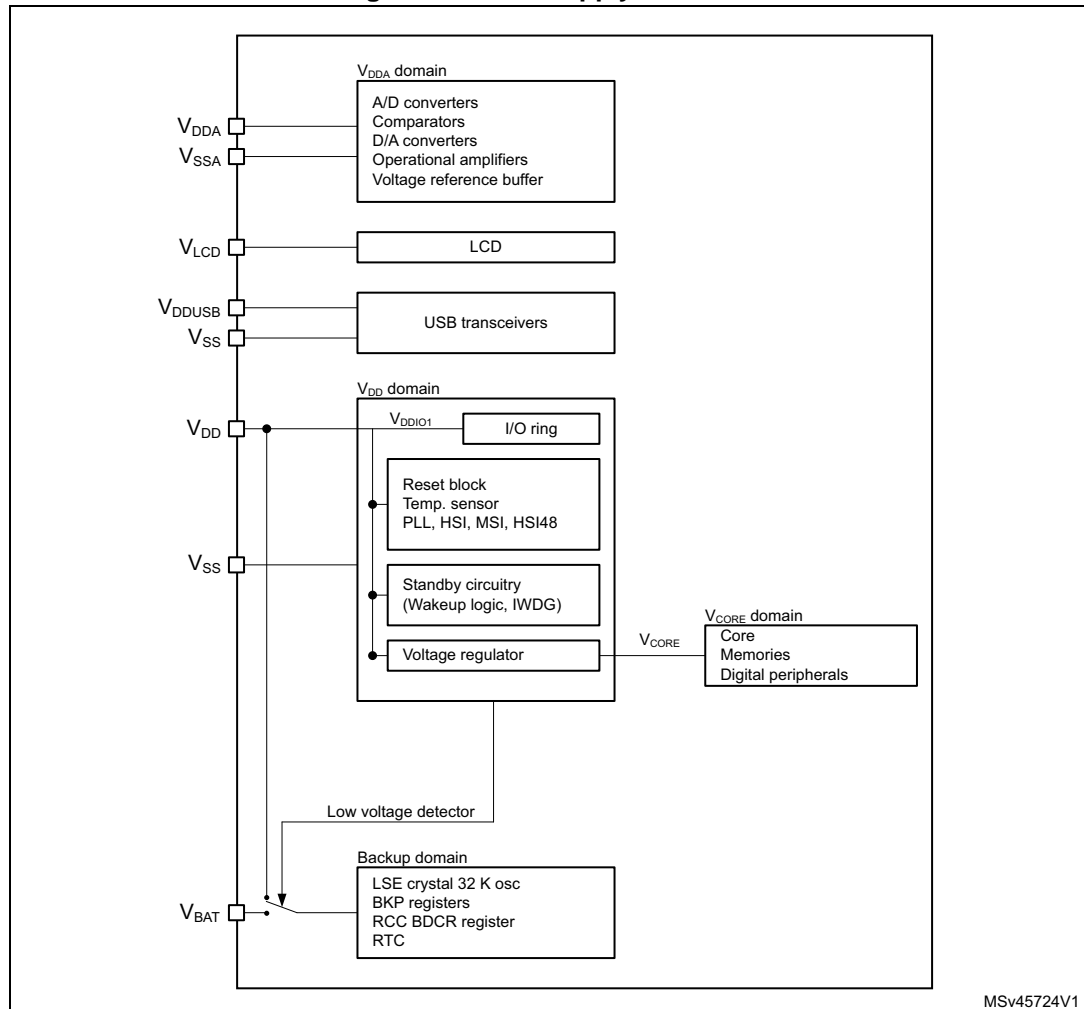 VDDA domain
A/D converters
Comparators
D/A converters
Operational amplifiers
Voltage reference buffer
VDDA
VSSA
VLCD
LCD
VDDUSB
VSS
USB transceivers
VDD domain
VDD
VDDIO1
I/O ring
Reset block
Temp. sensor
PLL, HSI, MSI, HSI48
VSS
Standby circuitry
(Wakeup logic, IWDG)
Voltage regulator
VCORE
VCORE domain
Core
Memories
Digital peripherals
Low voltage detector
Backup domain
LSE crystal 32 K osc
BKP registers
RCC BDCR register
RTC
VBAT
MSv45724V1